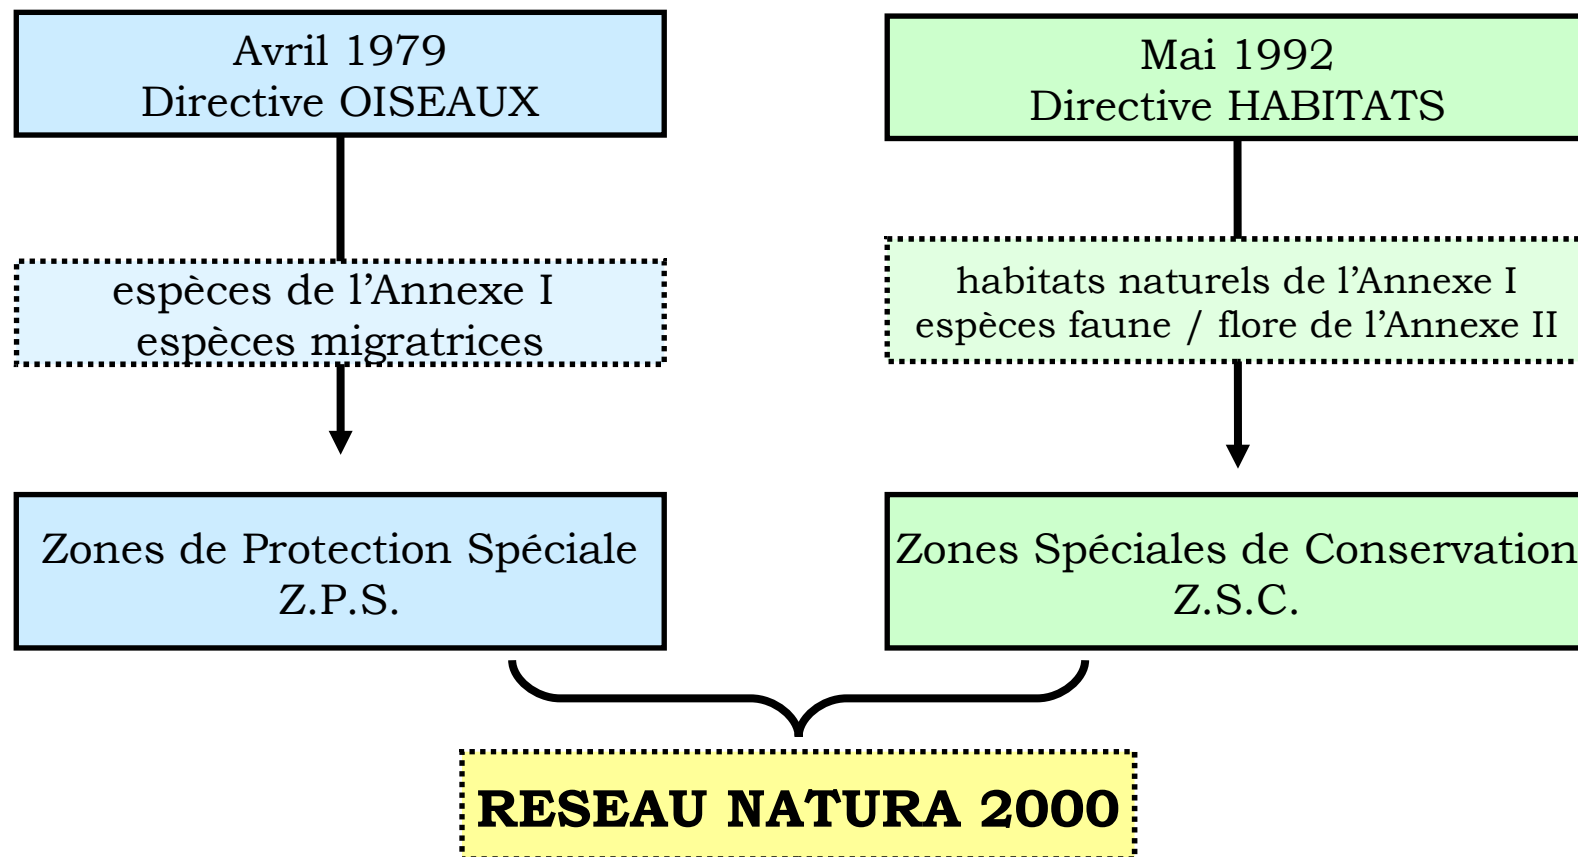 Avril 1979
Directive OISEAUX
espèces de l’Annexe I
espèces migratrices
Zones de Protection Spéciale
Z.P.S.
Mai 1992
Directive HABITATS
habitats naturels de l’Annexe I
espèces faune / flore de l’Annexe II
Zones Spéciales de Conservation
Z.S.C.
RESEAU NATURA 2000